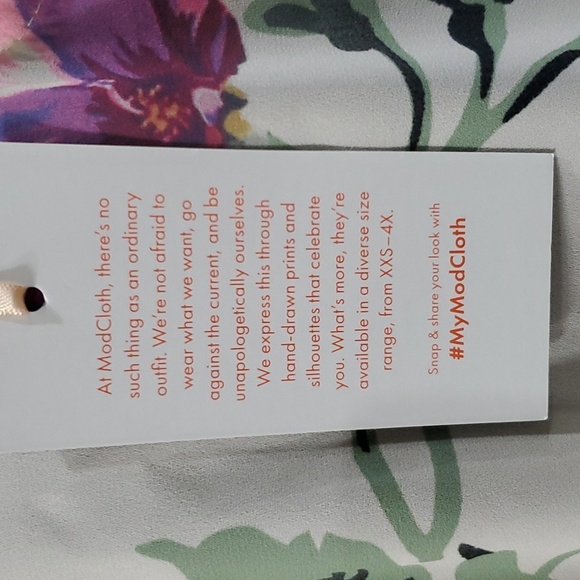 At ModCloth, there's no
such thing as an ordinary
outfit. We're not afraid to
wear what we want, go
against the current, and be
unapologetically ourselves.
We express this through
hand-drawn prints and
silhouettes that celebrate
you. What's more, they're
available in a diverse size
range, from XXS–4X.
Snap & share your look with
#MyModCloth